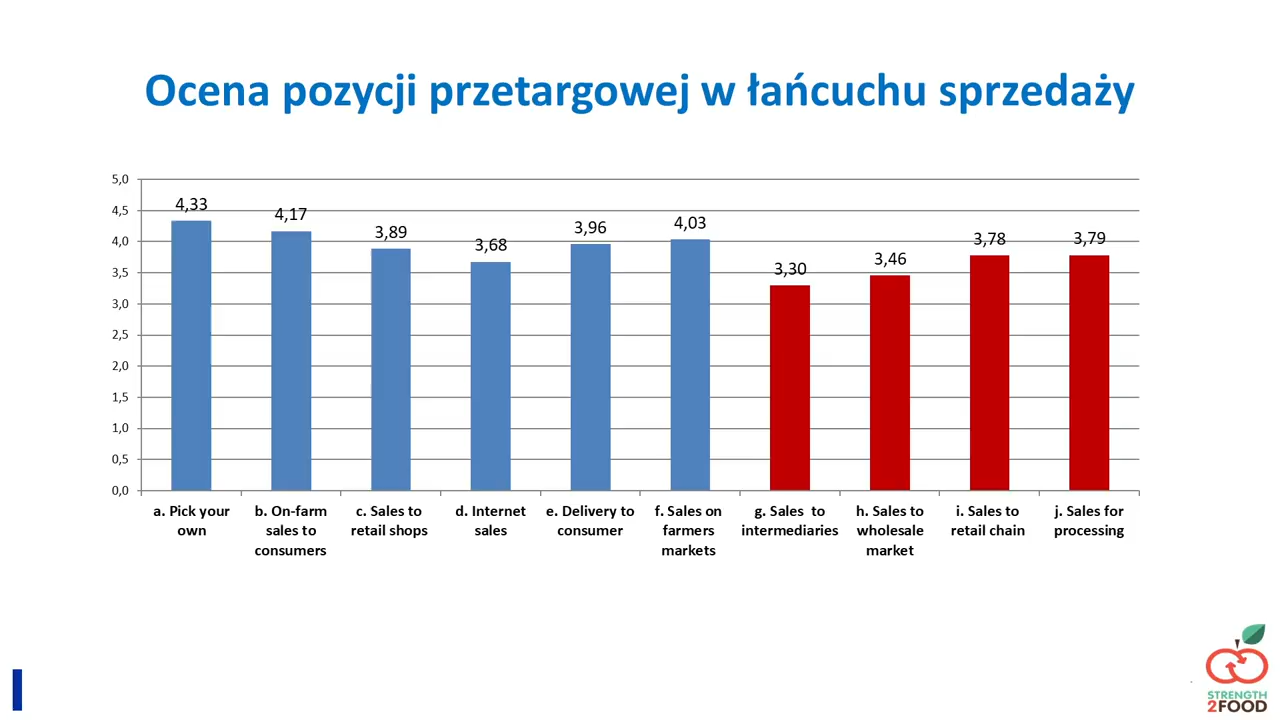 Ocena pozycji przetargowej w łańcuchu sprzedaży
5,0
4,5
4,0
3,5
3,0
2,5
2,0
1,5
1,0
0,5
0,0
4,33
4,17
3,89
3,68
3,96
4,03
3,30
3,46
3,78
3,79
a. Pick your
own
b. On-farm
sales to
consumers
c. Sales to
retail shops
d. Internet
sales
e. Delivery to
consumer
f. Sales on
farmers
markets
g. Sales to
intermediaries
h. Sales to
wholesale
market
i. Sales to
retail chain
j. Sales for
processing
STRENGTH
2FOOD